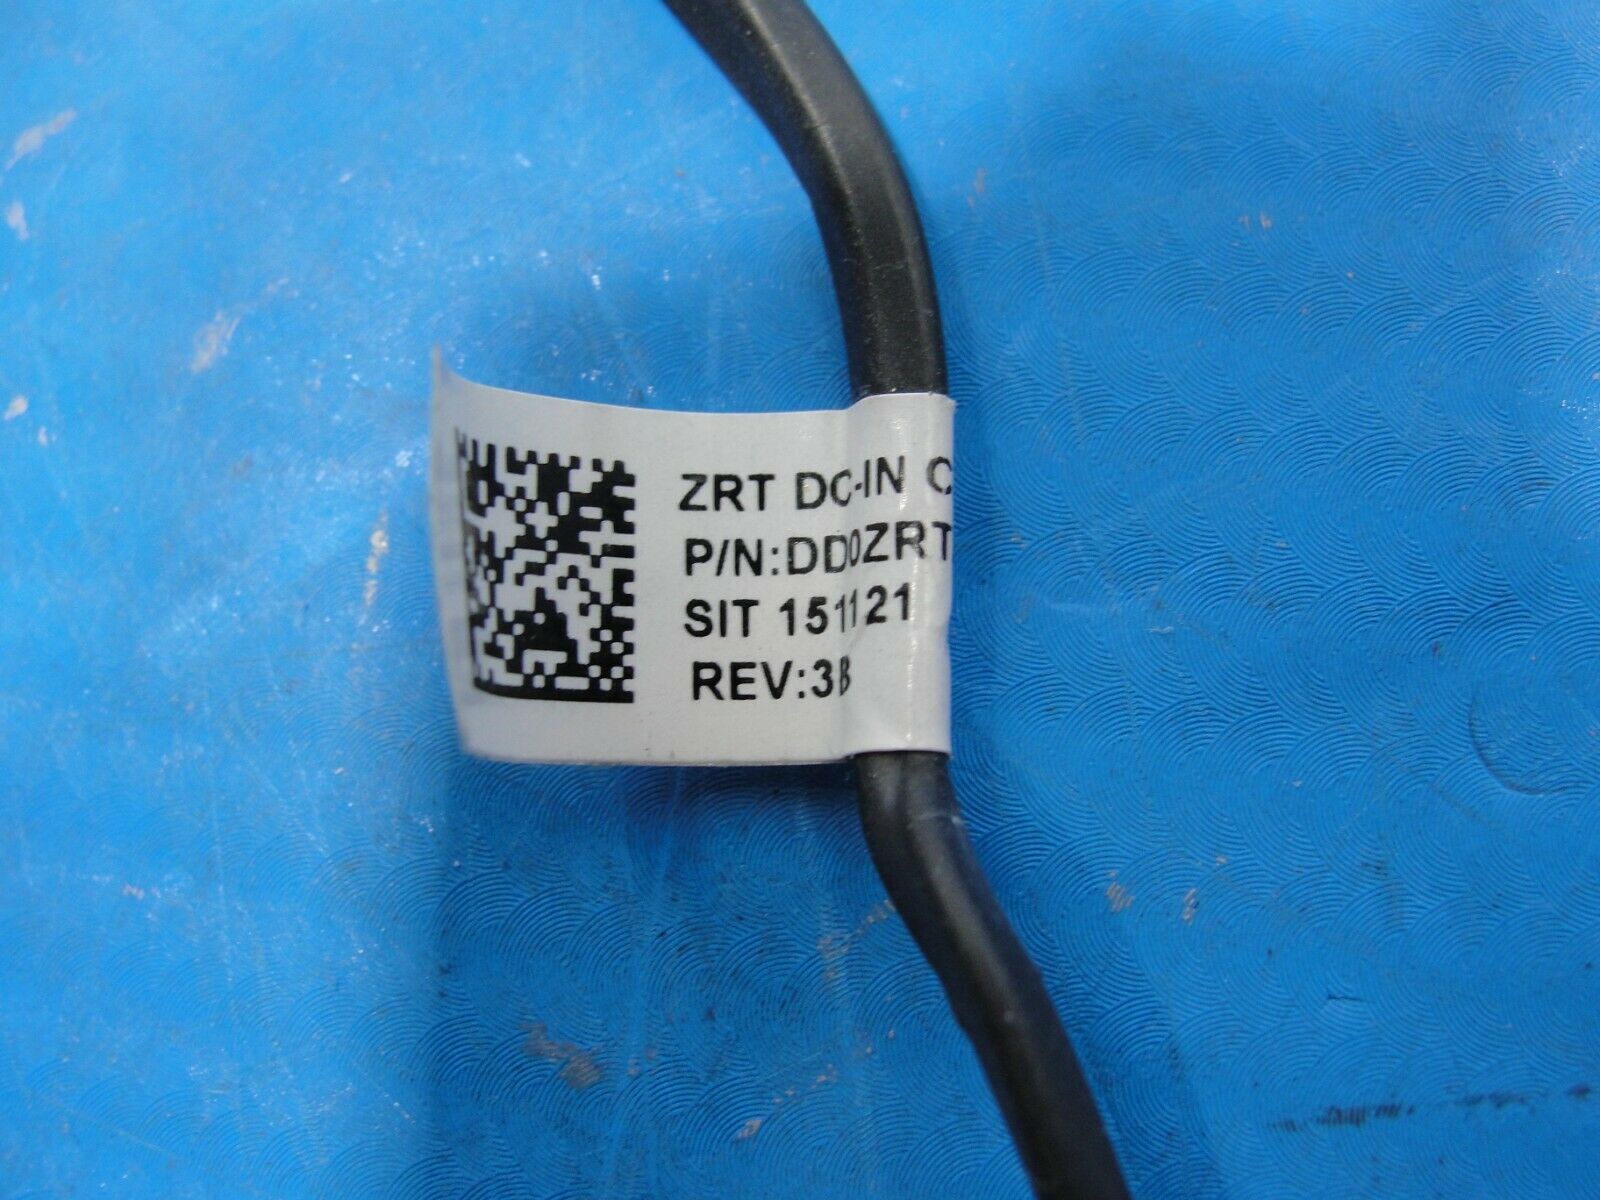 ZRT DC-IN C
P/N:DD0ZRT
SIT 151121
REV:3B